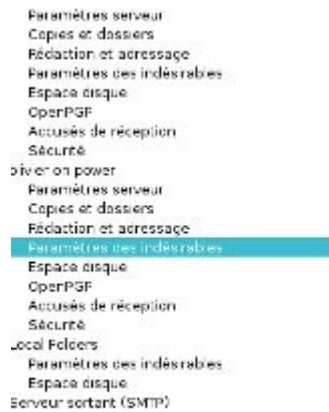 Paramètres serveur
Copies et dossiers
Rédaction et adressage
Paramètres des indésirables
Espace disque
OpenPGP
Accusés de réception
Sécurité
olivier on power
Paramètres serveur
Copies et dossiers
Rédaction et adressage
Paramètres des indésirables
Espace disque
OpenPGP
Accusés de réception
Sécurité
Local Folders
Paramètres des indésirables
Espace disque
Serveur sortant (SMTP)